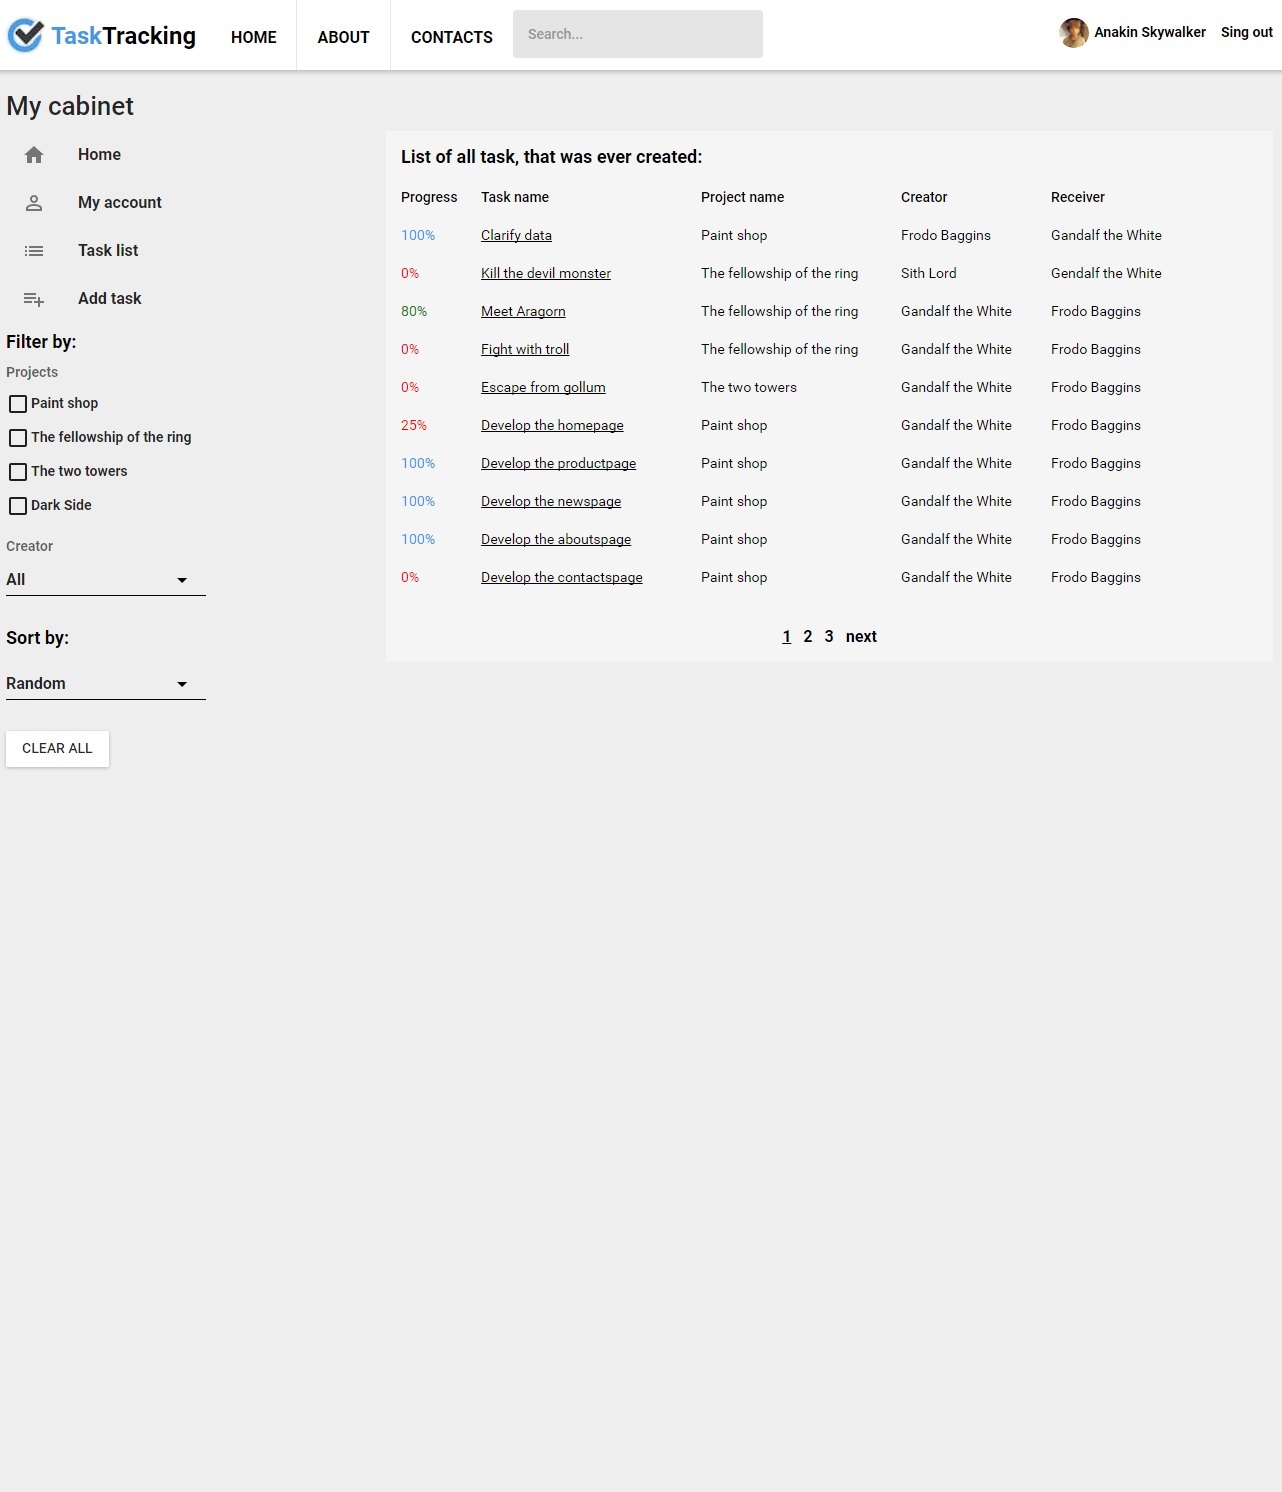 TaskTracking HOME ABOUT CONTACTS Search... Anakin Skywalker Sing out
My cabinet
Home
My account
Task list
Add task
Filter by:
Projects
Paint shop
The fellowship of the ring
The two towers
Dark Side
Creator
All
Sort by:
Random
CLEAR ALL
List of all task, that was ever created:
Progress Task name Project name Creator Receiver
100% Clarify data Paint shop Frodo Baggins Gandalf the White
0% Kill the devil monster The fellowship of the ring Sith Lord Gendalf the White
80% Meet Aragorn The fellowship of the ring Gandalf the White Frodo Baggins
0% Fight with troll The fellowship of the ring Gandalf the White Frodo Baggins
0% Escape from gollum The two towers Gandalf the White Frodo Baggins
25% Develop the homepage Paint shop Gandalf the White Frodo Baggins
100% Develop the productpage Paint shop Gandalf the White Frodo Baggins
100% Develop the newspage Paint shop Gandalf the White Frodo Baggins
100% Develop the aboutspage Paint shop Gandalf the White Frodo Baggins
0% Develop the contactspage Paint shop Gandalf the White Frodo Baggins
1 2 3 next